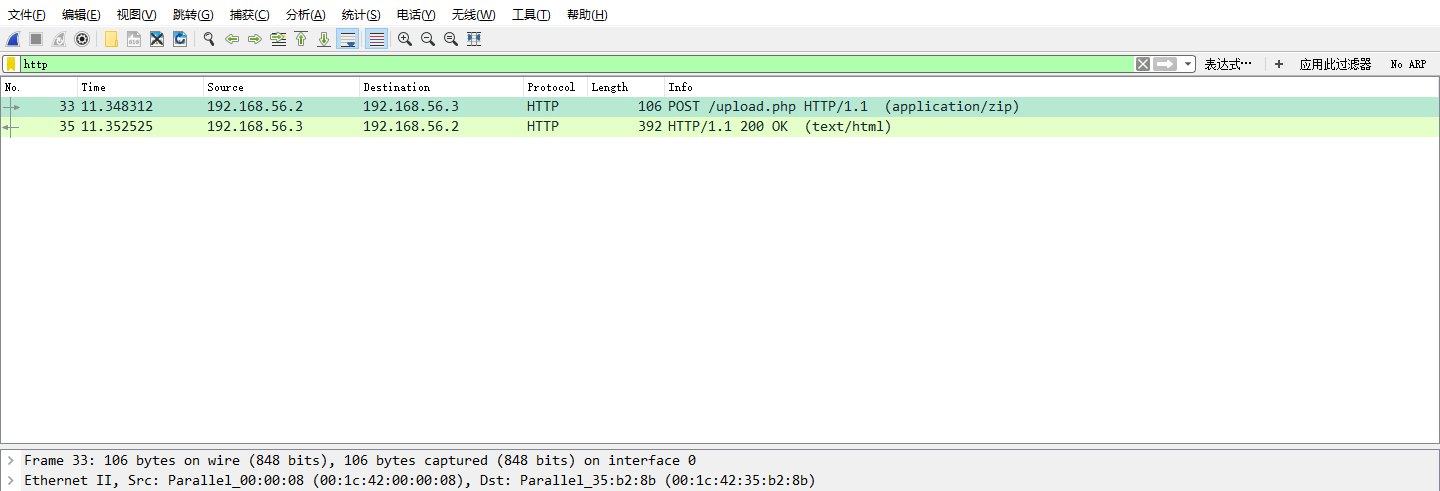 文件(F) 编辑(E) 视图(V) 跳转(G) 捕获(C) 分析(A) 统计(S) 电话(Y) 无线(W) 工具(T) 帮助(H)
http 表达式… + 应用此过滤器 No ARP
No. Time Source Destination Protocol Length Info
33 11.348312 192.168.56.2 192.168.56.3 HTTP 106 POST /upload.php HTTP/1.1 (application/zip)
35 11.352525 192.168.56.3 192.168.56.2 HTTP 392 HTTP/1.1 200 OK (text/html)
Frame 33: 106 bytes on wire (848 bits), 106 bytes captured (848 bits) on interface 0
Ethernet II, Src: Parallel_00:00:08 (00:1c:42:00:00:08), Dst: Parallel_35:b2:8b (00:1c:42:35:b2:8b)